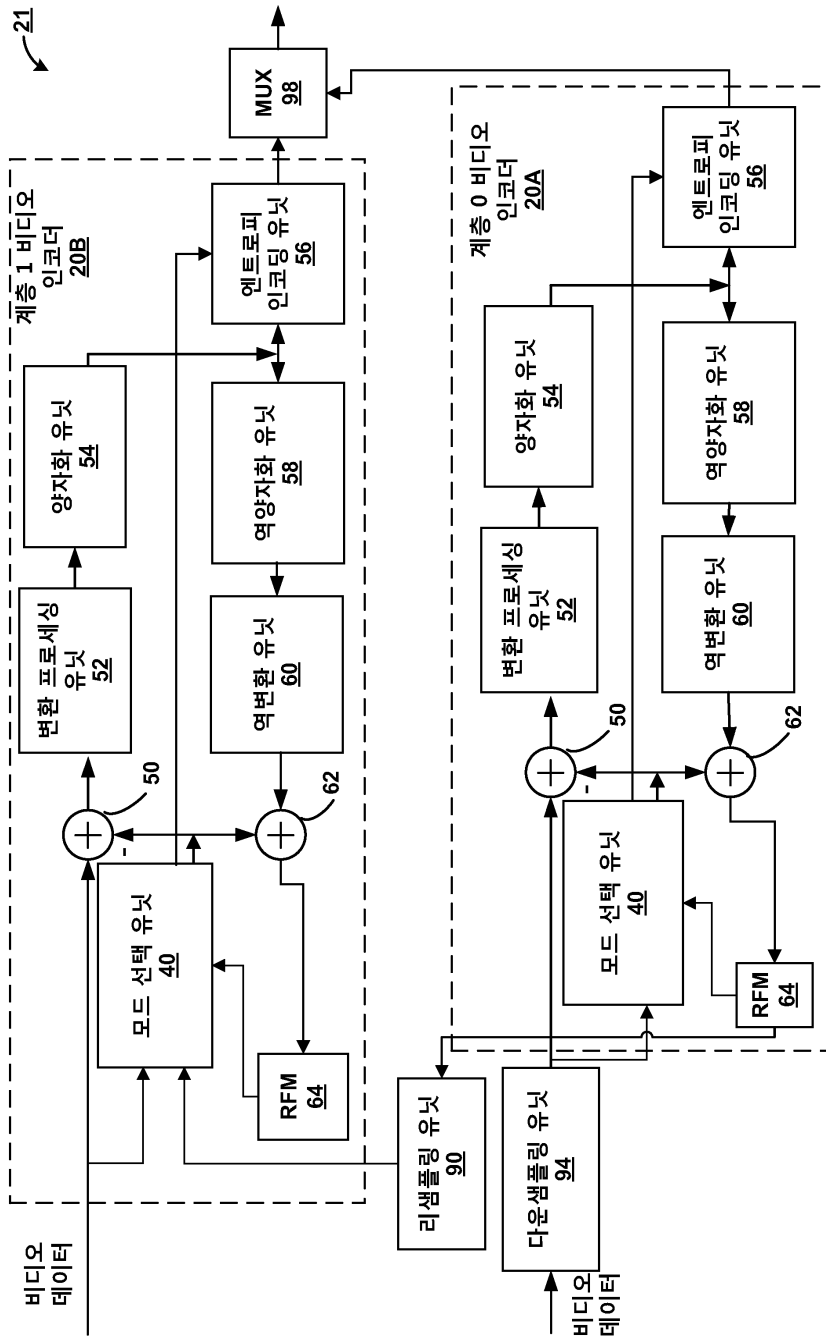 21
비디오
데이터
계층 1 비디오
인코더
20B
모드 선택 유닛
40
RFM
64
-
50
62
변환 프로세싱
유닛
52
양자화 유닛
54
역변환 유닛
60
역양자화 유닛
58
엔트로피
인코딩 유닛
56
MUX
98
리샘플링 유닛
90
비디오
데이터
다운샘플링 유닛
94
계층 0 비디오
인코더
20A
모드 선택 유닛
40
RFM
64
-
50
62
변환 프로세싱
유닛
52
양자화 유닛
54
역변환 유닛
60
역양자화 유닛
58
엔트로피
인코딩 유닛
56